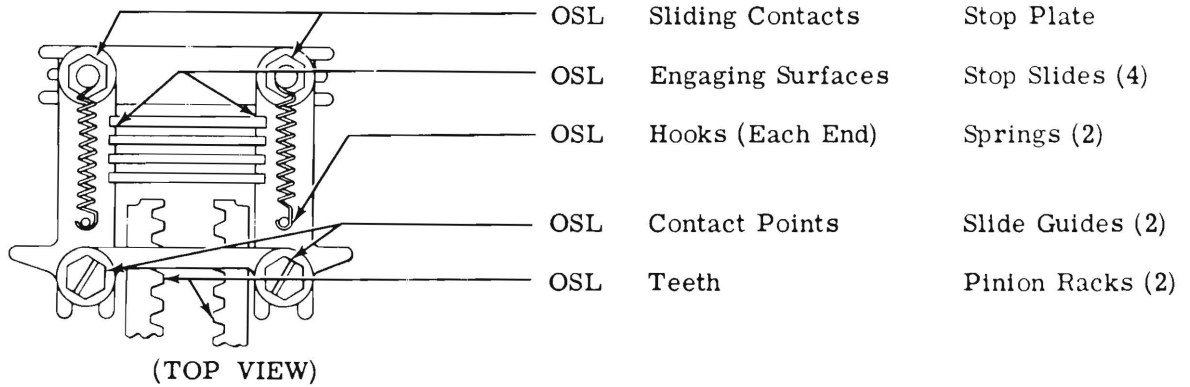 OSL Sliding Contacts Stop Plate
OSL Engaging Surfaces Stop Slides (4)
OSL Hooks (Each End) Springs (2)
OSL Contact Points Slide Guides (2)
OSL Teeth Pinion Racks (2)
(TOP VIEW)